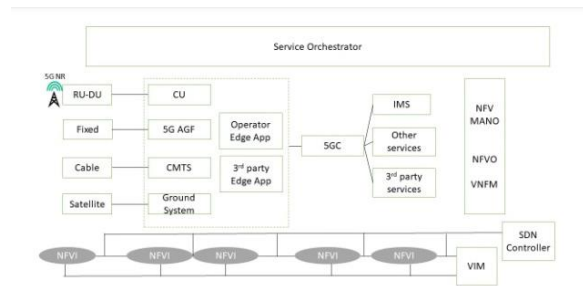 Service Orchestrator
5G NR
RU-DU
CU
Fixed
5G AGF
Cable
CMTS
Satellite
Ground
System
Operator
Edge App
3rd party
Edge App
5GC
IMS
Other
services
3rd party
services
NFV
MANO
NFVO
VNFM
SDN
Controller
NFVI
NFVI
NFVI
NFVI
NFVI
VIM